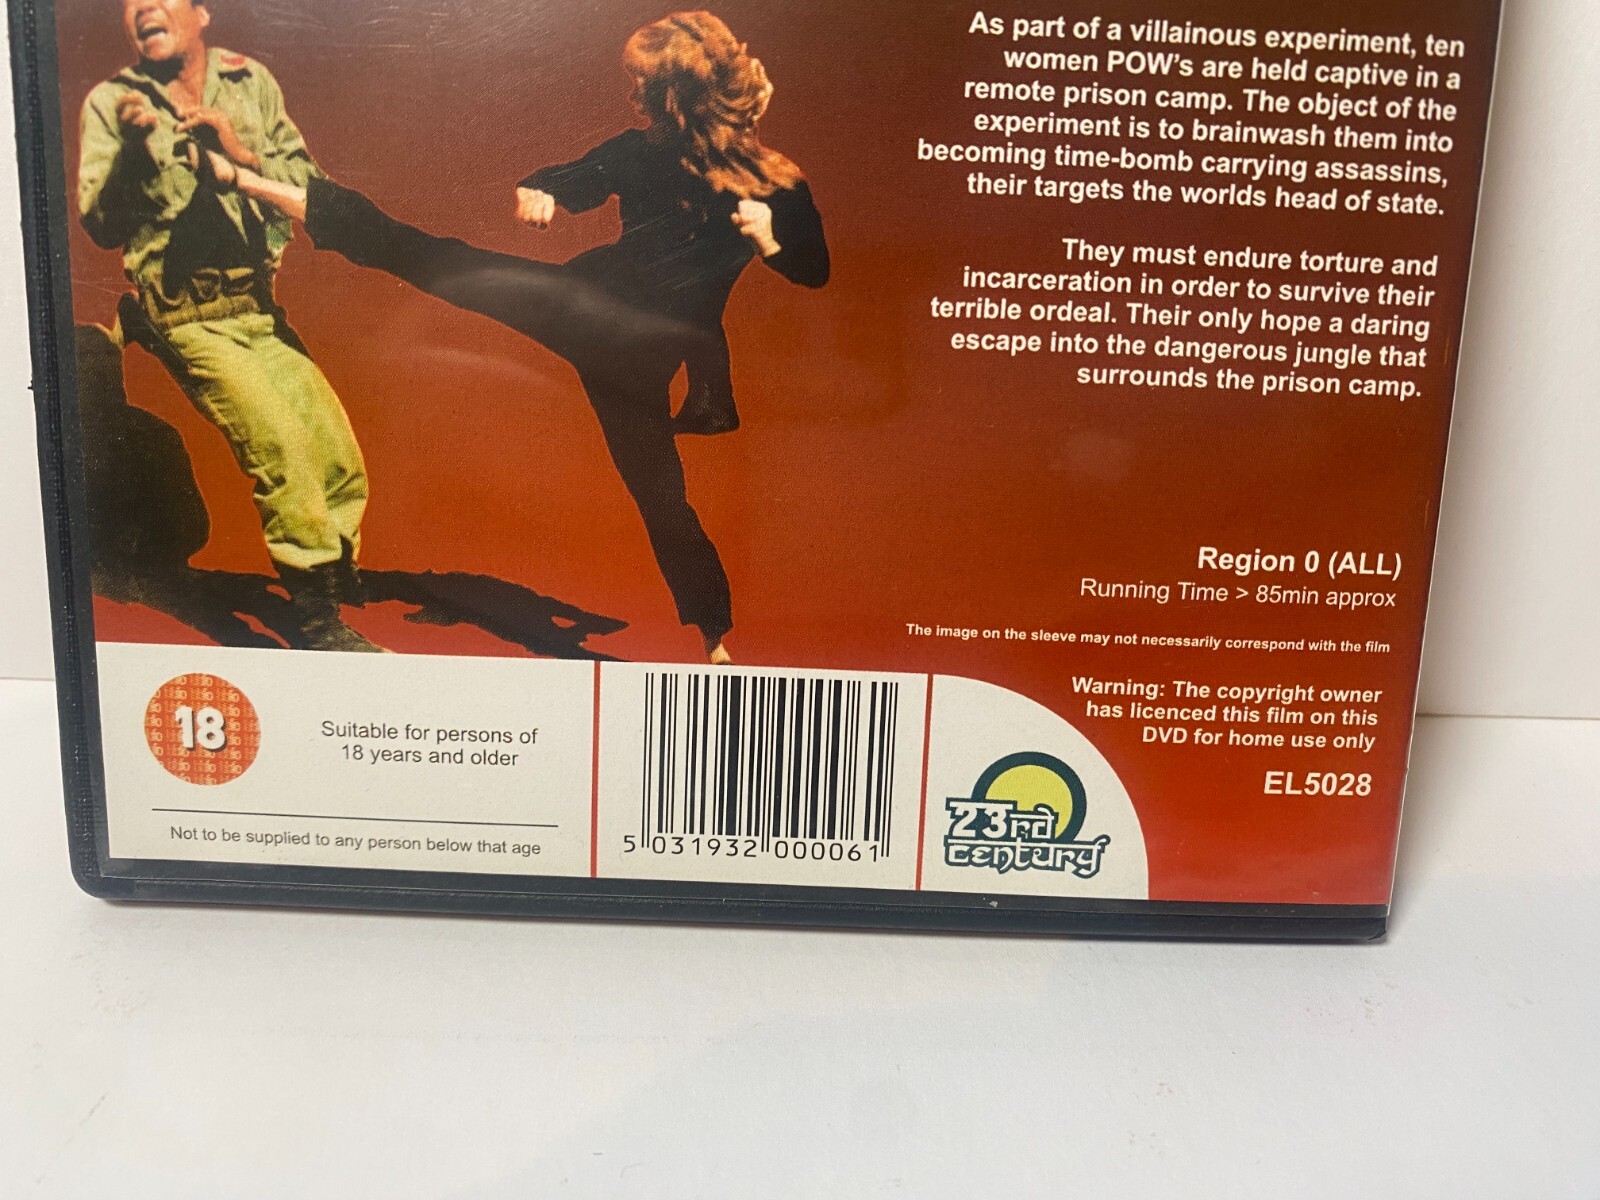 As part of a villainous experiment, ten
women POW's are held captive in a
remote prison camp. The object of the
experiment is to brainwash them into
becoming time-bomb carrying assassins,
their targets the worlds head of state.
They must endure torture and
incarceration in order to survive their
terrible ordeal. Their only hope a daring
escape into the dangerous jungle that
surrounds the prison camp.
Region 0 (ALL)
Running Time > 85min approx
The image on the sleeve may not necessarily correspond with the film
Warning: The copyright owner
has licenced this film on this
DVD for home use only
EL5028
18
Suitable for persons of
18 years and older
Not to be supplied to any person below that age
5 031932 000061
23rd
century